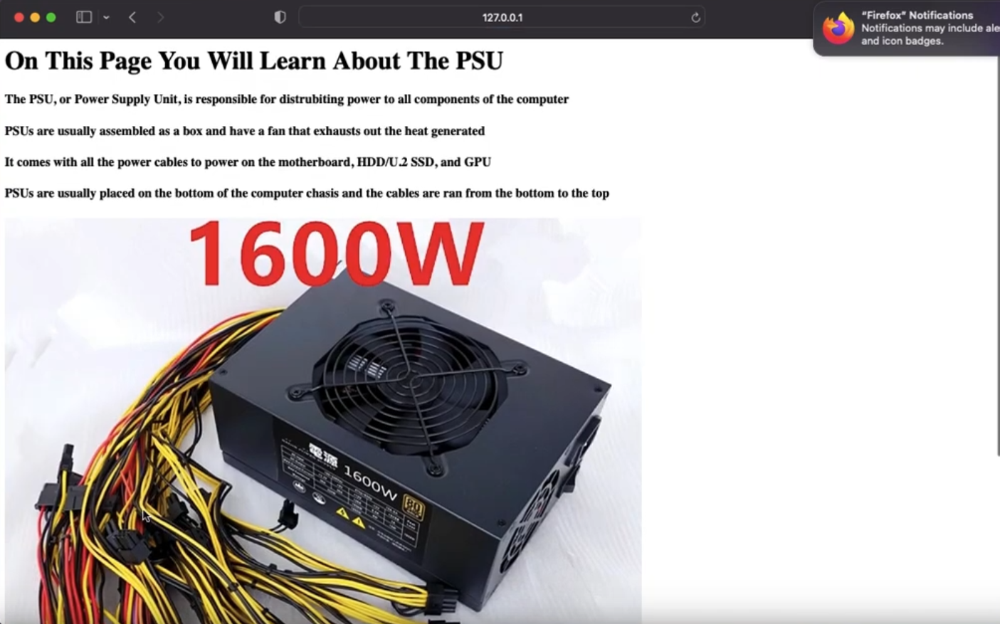 127.0.0.1
"Firefox" Notifications
Notifications may include ale
and icon badges.
On This Page You Will Learn About The PSU
The PSU, or Power Supply Unit, is responsible for distrubiting power to all components of the computer
PSUs are usually assembled as a box and have a fan that exhausts out the heat generated
It comes with all the power cables to power on the motherboard, HDD/U.2 SSD, and GPU
PSUs are usually placed on the bottom of the computer chasis and the cables are ran from the bottom to the top
1600W
電源
1600W
80